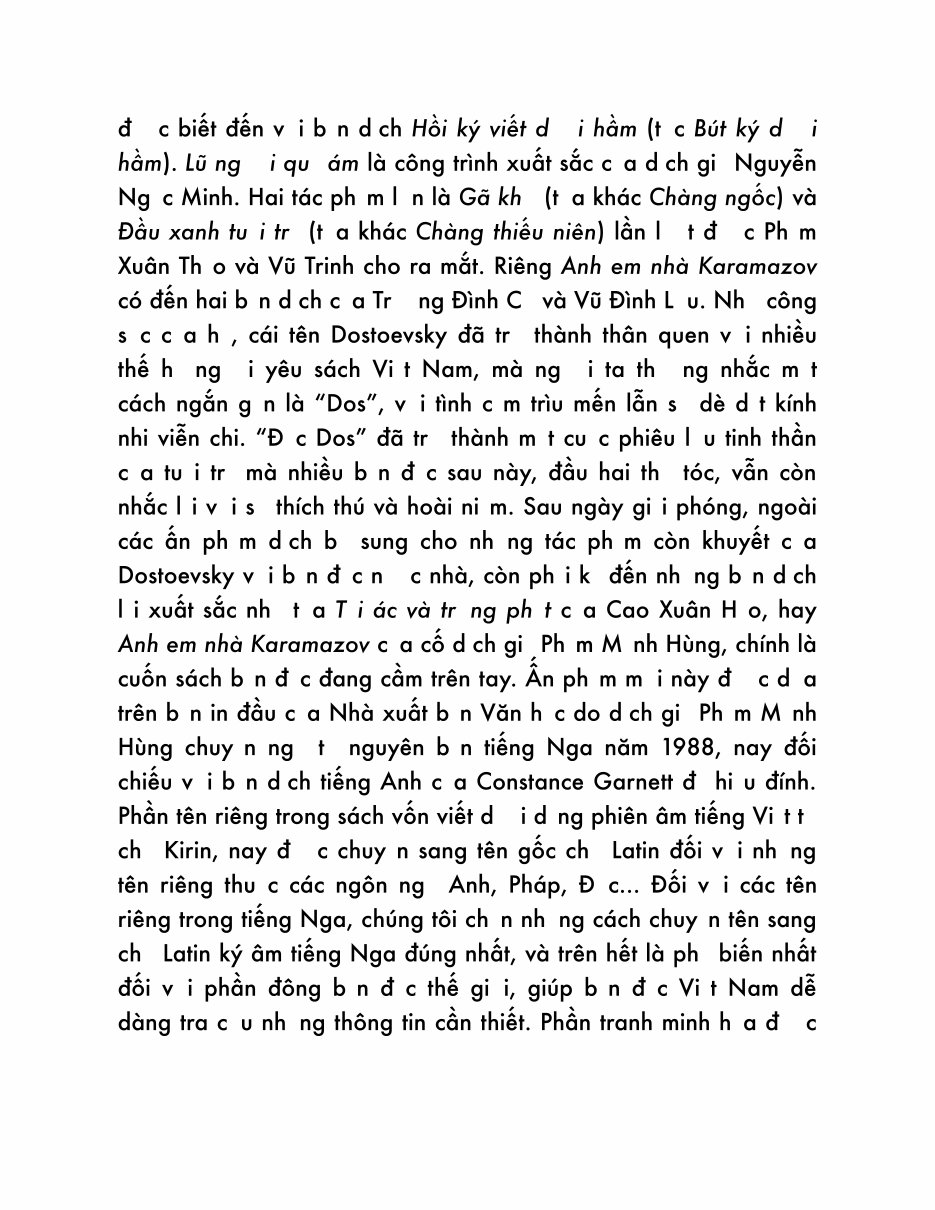 đ c biết đến v i b n d ch Hồi ký viết d i hầm (t c Bút ký d i
hầm). Lũ ng i qu ám là công trình xuất sắc c a d ch gi Nguyễn
Ng c Minh. Hai tác ph m l n là Gã kh (t a khác Chàng ngốc) và
Đầu xanh tu i tr (t a khác Chàng thiếu niên) lần l t đ c Ph m
Xuân Th o và Vũ Trinh cho ra mắt. Riêng Anh em nhà Karamazov
có đến hai b n d ch c a Tr ng Đình C và Vũ Đình L u. Nh công
s c c a h , cái tên Dostoevsky đã tr thành thân quen v i nhiều
thế h ng i yêu sách Vi t Nam, mà ng i ta th ng nhắc m t
cách ngắn g n là “Dos”, v i tình c m trìu mến lẫn s dè d t kính
nhi viễn chi. “Đ c Dos” đã tr thành m t cu c phiêu l u tinh thần
c a tu i tr mà nhiều b n đ c sau này, đầu hai th tóc, vẫn còn
nhắc l i v i s thích thú và hoài ni m. Sau ngày gi i phóng, ngoài
các ấn ph m d ch b sung cho nh ng tác ph m còn khuyết c a
Dostoevsky v i b n đ c n c nhà, còn ph i k đến nh ng b n d ch
l i xuất sắc nh t a T i ác và tr ng ph t c a Cao Xuân H o, hay
Anh em nhà Karamazov c a cố d ch gi Ph m M nh Hùng, chính là
cuốn sách b n đ c đang cầm trên tay. Ấn ph m m i này đ c d a
trên b n in đầu c a Nhà xuất b n Văn h c do d ch gi Ph m M nh
Hùng chuy n ng t nguyên b n tiếng Nga năm 1988, nay đối
chiếu v i b n d ch tiếng Anh c a Constance Garnett đ hi u đính.
Phần tên riêng trong sách vốn viết d i d ng phiên âm tiếng Vi t t
ch Kirin, nay đ c chuy n sang tên gốc ch Latin đối v i nh ng
tên riêng thu c các ngôn ng Anh, Pháp, Đ c... Đối v i các tên
riêng trong tiếng Nga, chúng tôi ch n nh ng cách chuy n tên sang
ch Latin ký âm tiếng Nga đúng nhất, và trên hết là ph biến nhất
đối v i phần đông b n đ c thế gi i, giúp b n đ c Vi t Nam dễ
dàng tra c u nh ng thông tin cần thiết. Phần tranh minh h a đ c